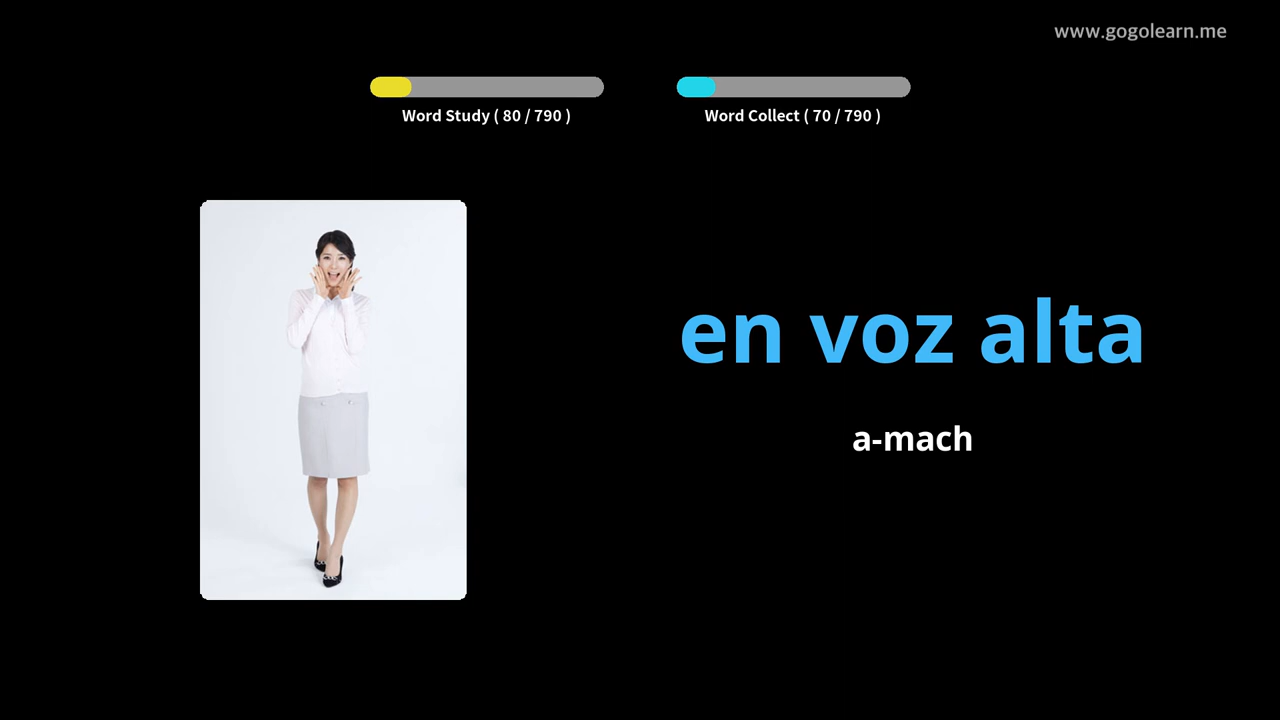 www.gogolearn.me
Word Study ( 80 / 790 )
Word Collect ( 70 / 790 )
en voz alta
a-mach